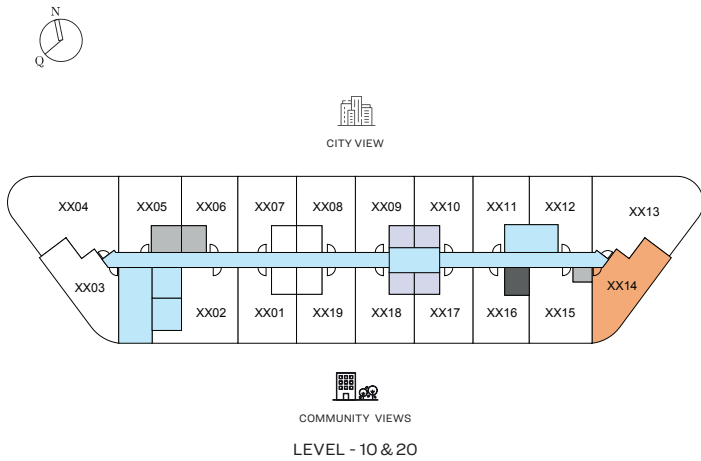 N
Q
CITY VIEW
XX04
XX05
XX06
XX07
XX08
XX09
XX10
XX11
XX12
XX13
XX03
XX02
XX01
XX19
XX18
XX17
XX16
XX15
XX14
COMMUNITY VIEWS
LEVEL - 10 & 20